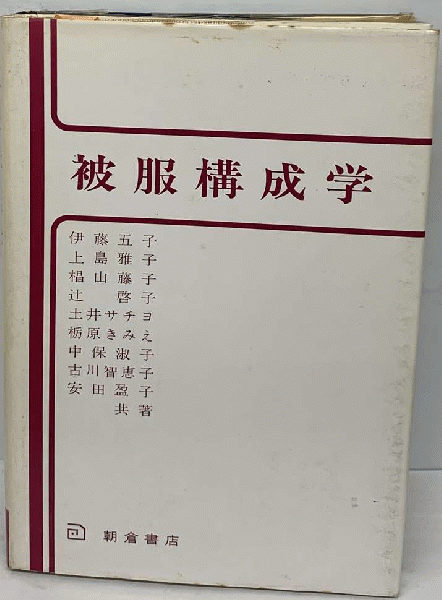 被服構成学
伊藤五子
上島雅子
椙山藤子
辻啓子
土井サチヨ
栃原きみえ
中保淑子
古川智恵子
安田盈子
共著
朝倉書店